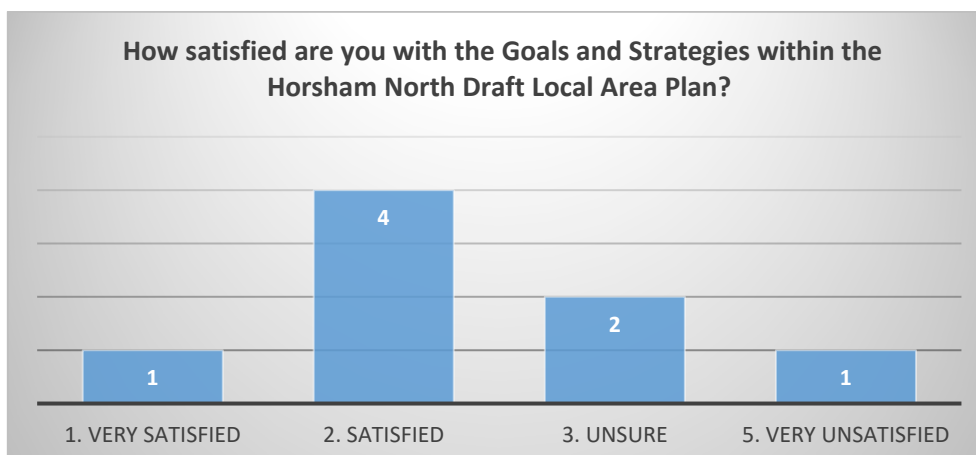 How satisfied are you with the Goals and Strategies within the
Horsham North Draft Local Area Plan?
1
4
2
1
1. VERY SATISFIED
2. SATISFIED
3. UNSURE
5. VERY UNSATISFIED